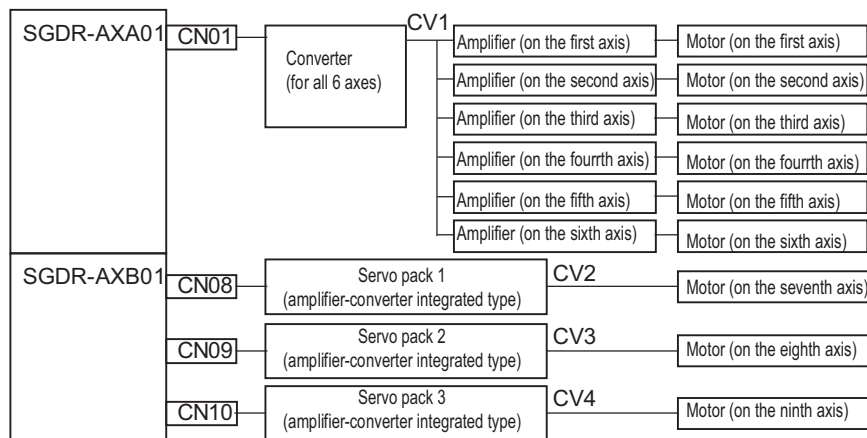 SGDR-AXA01
CN01
Converter
(for all 6 axes)
CV1
Amplifier (on the first axis)
Motor (on the first axis)
Amplifier (on the second axis)
Motor (on the second axis)
Amplifier (on the third axis)
Motor (on the third axis)
Amplifier (on the fourrth axis)
Motor (on the fourrth axis)
Amplifier (on the fifth axis)
Motor (on the fifth axis)
Amplifier (on the sixth axis)
Motor (on the sixth axis)
SGDR-AXB01
CN08
Servo pack 1
(amplifier-converter integrated type)
CV2
Motor (on the seventh axis)
CN09
Servo pack 2
(amplifier-converter integrated type)
CV3
Motor (on the eighth axis)
CN10
Servo pack 3
(amplifier-converter integrated type)
CV4
Motor (on the ninth axis)